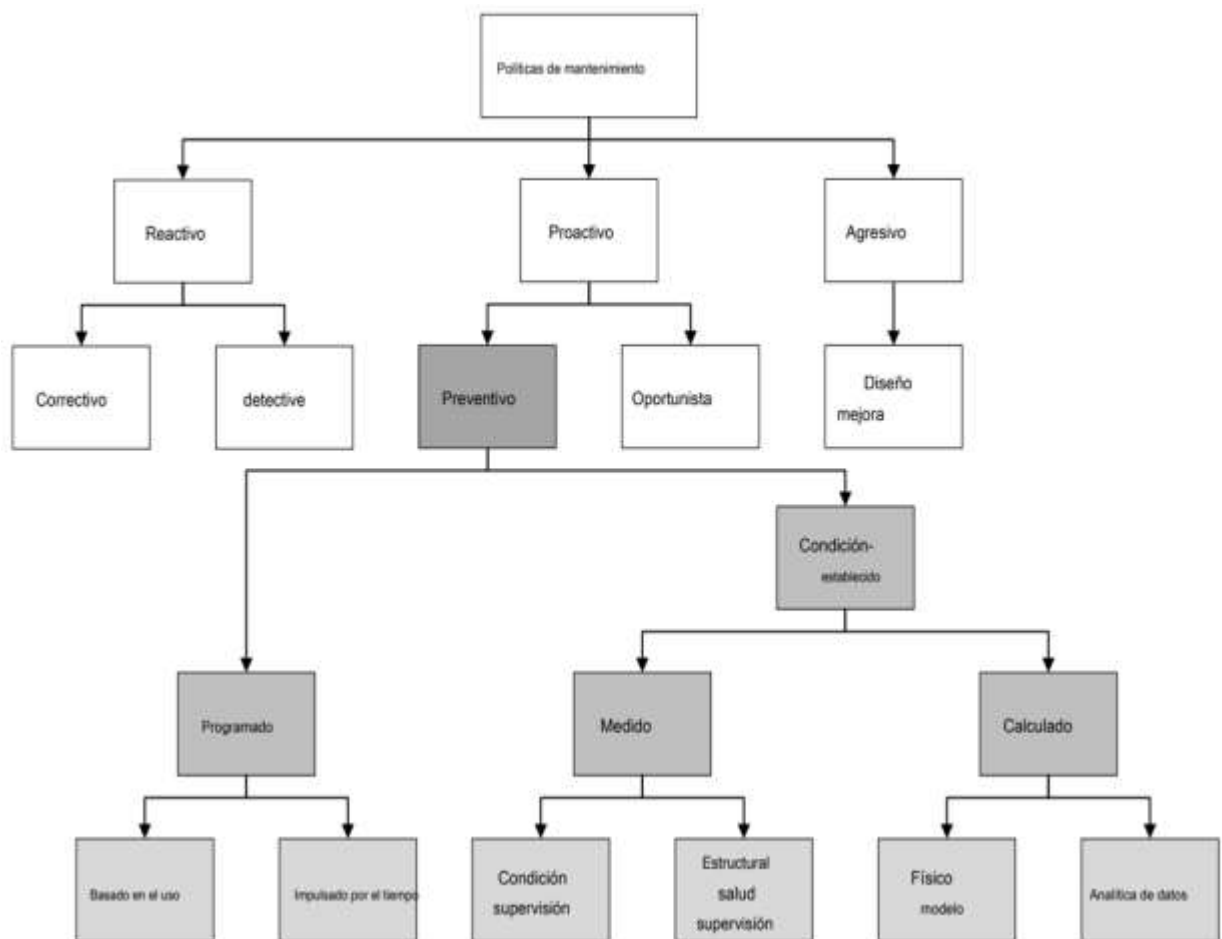 Políticas de mantenimiento
Reactivo
Proactivo
Agresivo
Correctivo
detective
Preventivo
Oportunista
Diseño
mejora
Condición-
establecido
Programado
Medido
Calculado
Basado en el uso
Impulsado por el tiempo
Condición
supervisión
Estructural
salud
supervisión
Físico
modelo
Analítica de datos